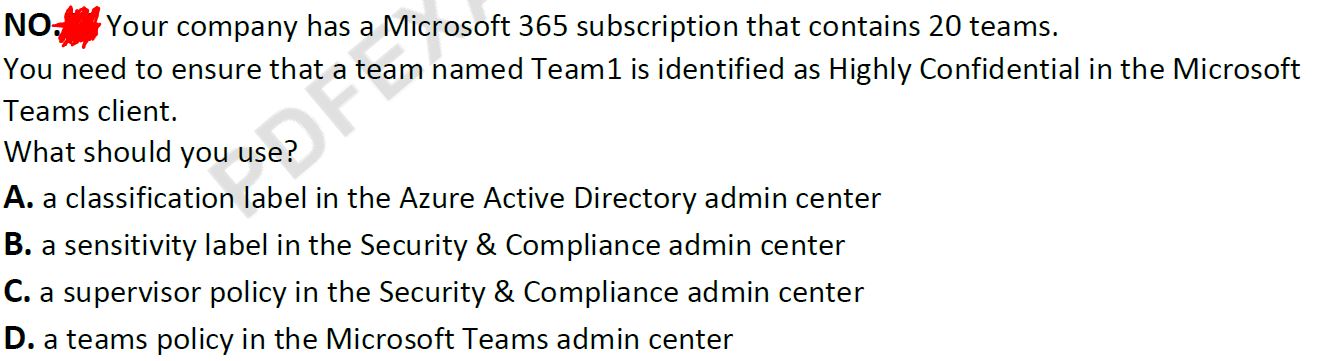 NO: Your company has a Microsoft 365 subscription that contains 20 teams.
You need to ensure that a team named Team1 is identified as Highly Confidential in the Microsoft
Teams client.
What should you use?
A. a classification label in the Azure Active Directory admin center
B. a sensitivity label in the Security & Compliance admin center
C. a supervisor policy in the Security & Compliance admin center
D. a teams policy in the Microsoft Teams admin center